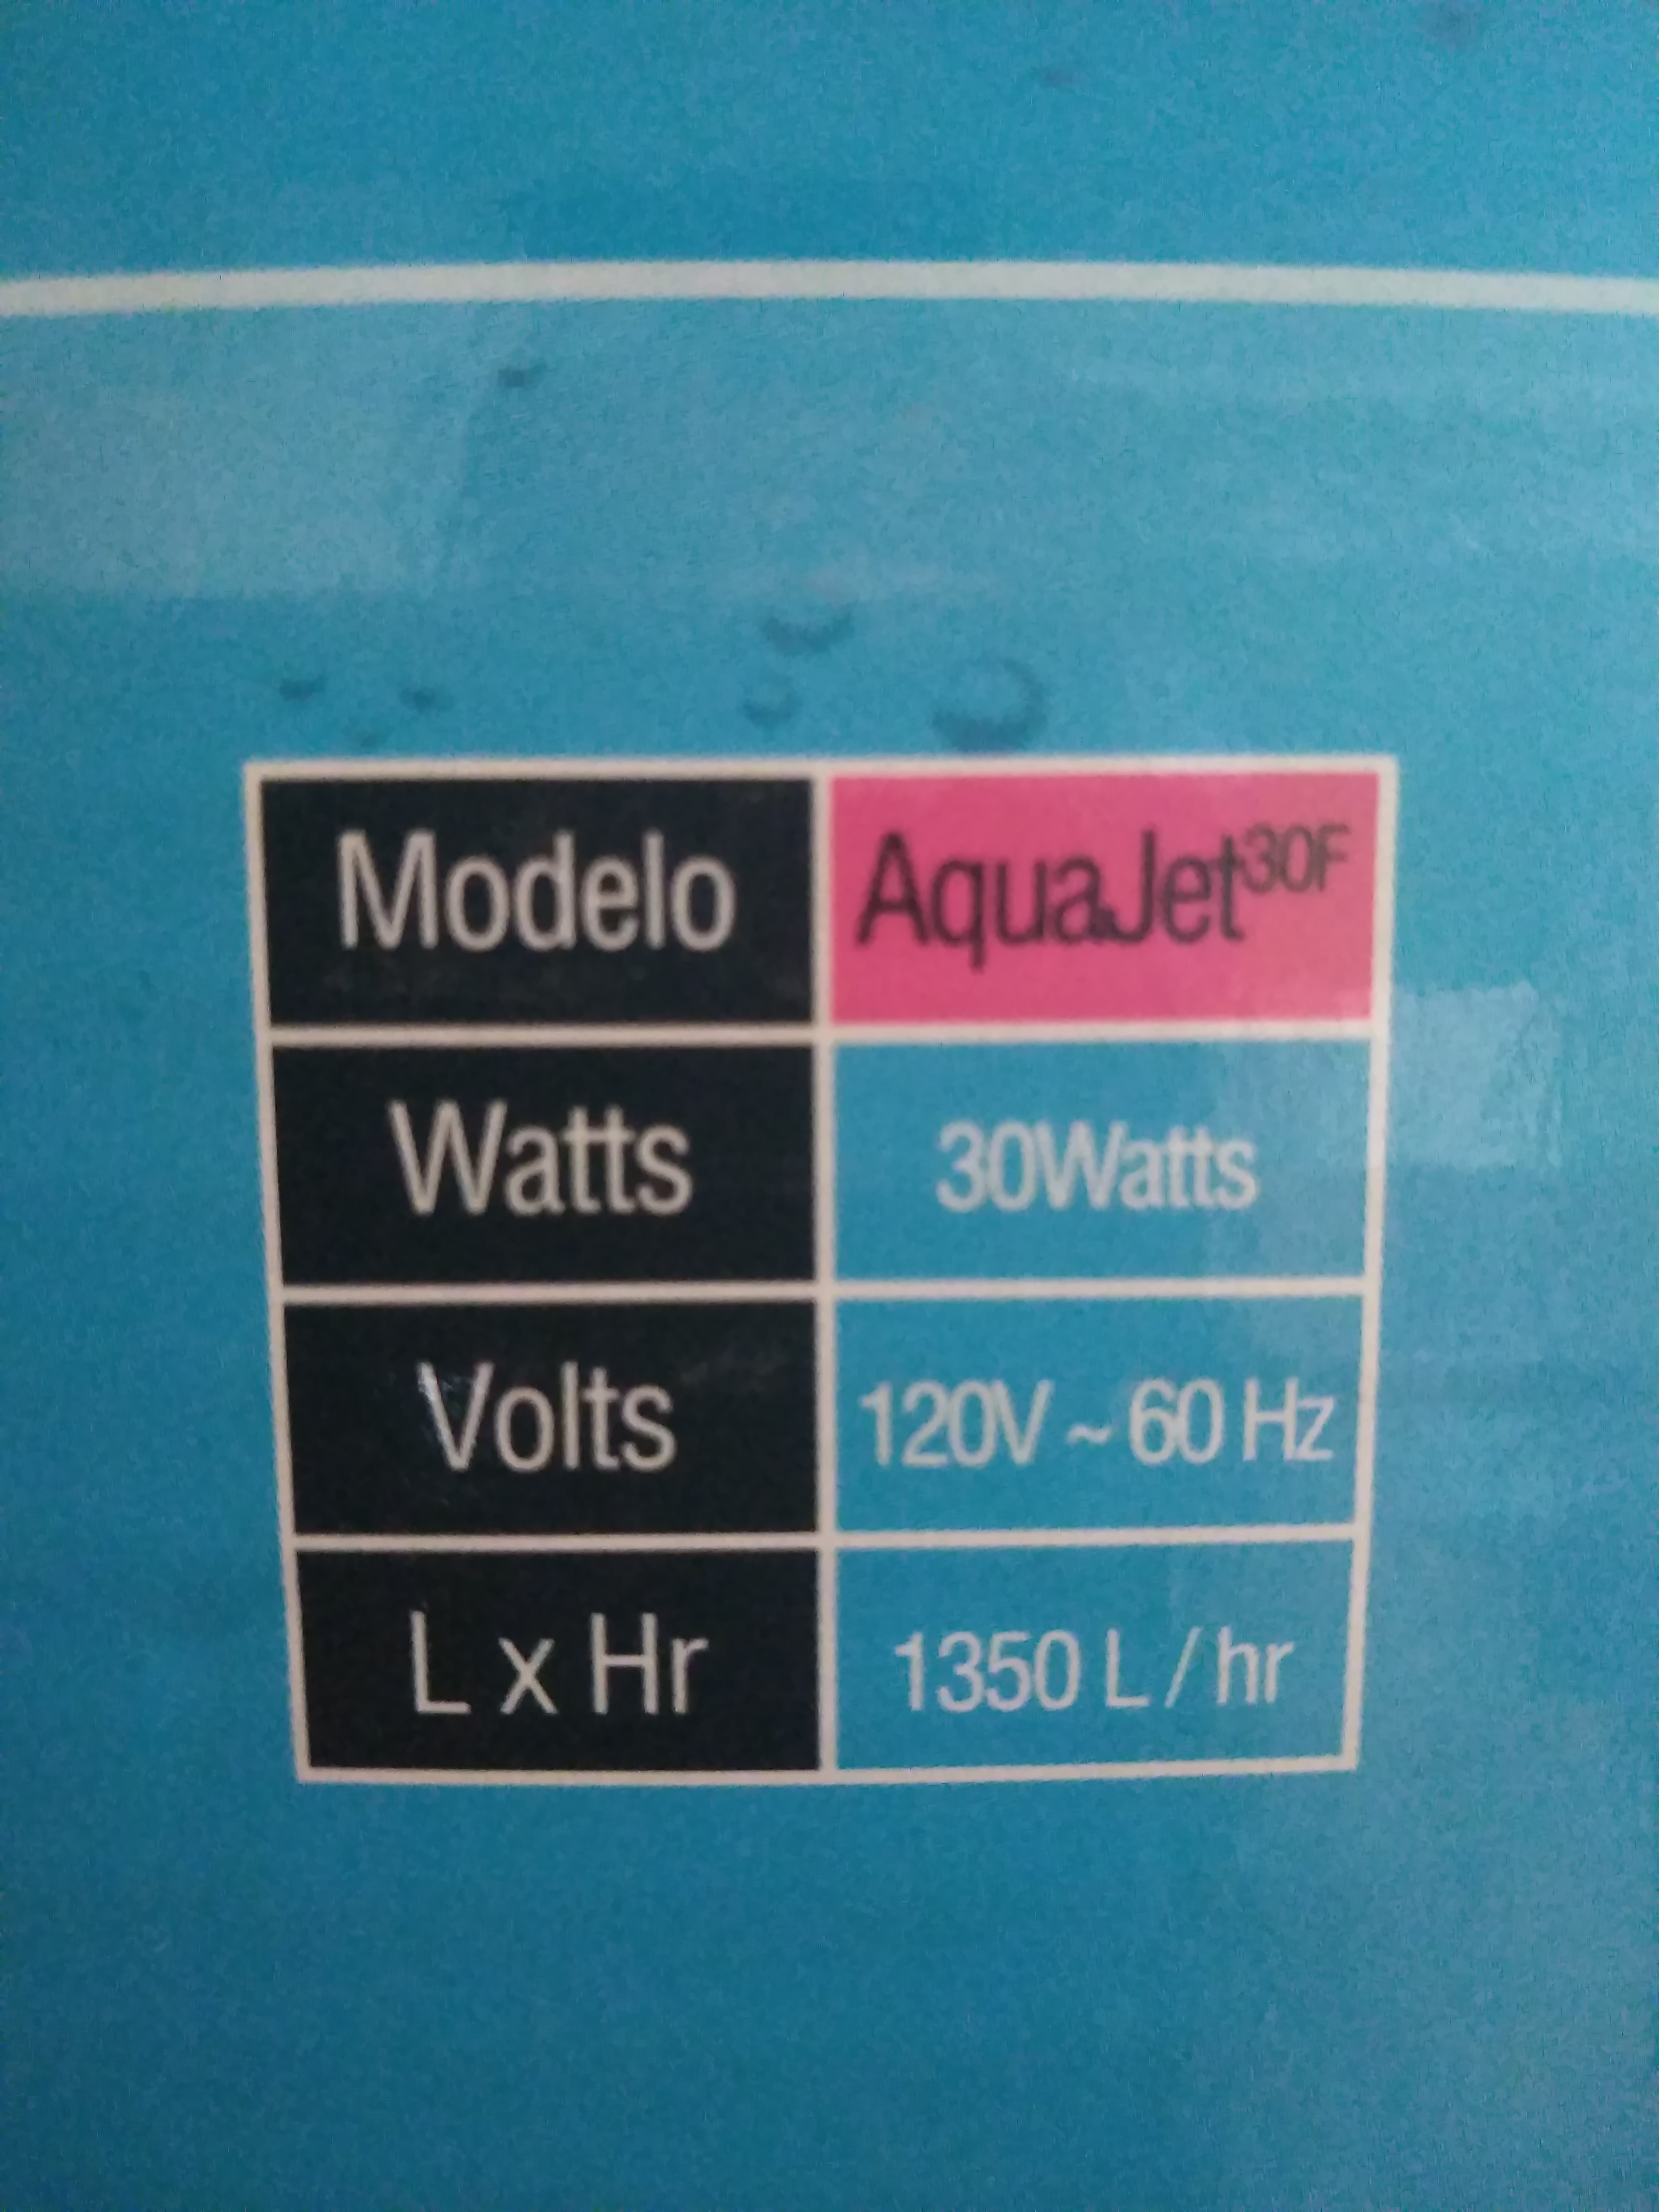 Modelo AquaJet30F
Watts 30Watts
Volts 120V ~ 60 Hz
L x Hr 1350 L / hr